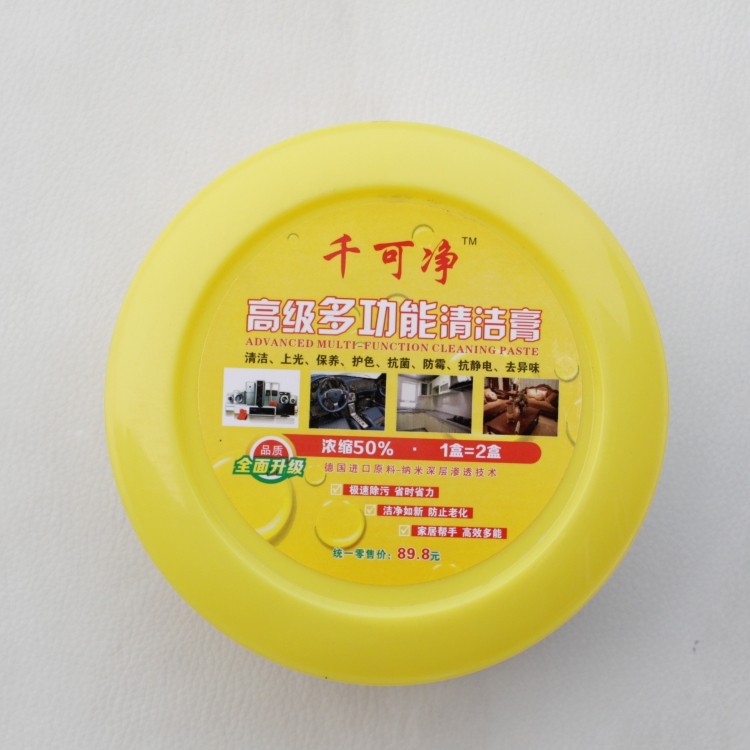 千可净™
高级多功能清洁膏
ADVANCED MULTI-FUNCTION CLEANING PASTE
清洁、上光、保养、护色、抗菌、防霉、抗静电、去异味
品质
全面升级
浓缩50% · 1盒=2盒
德国进口原料-纳米深层渗透技术
极速除污 省时省力
洁净如新 防止老化
家居帮手 高效多能
统一零售价：89.8元